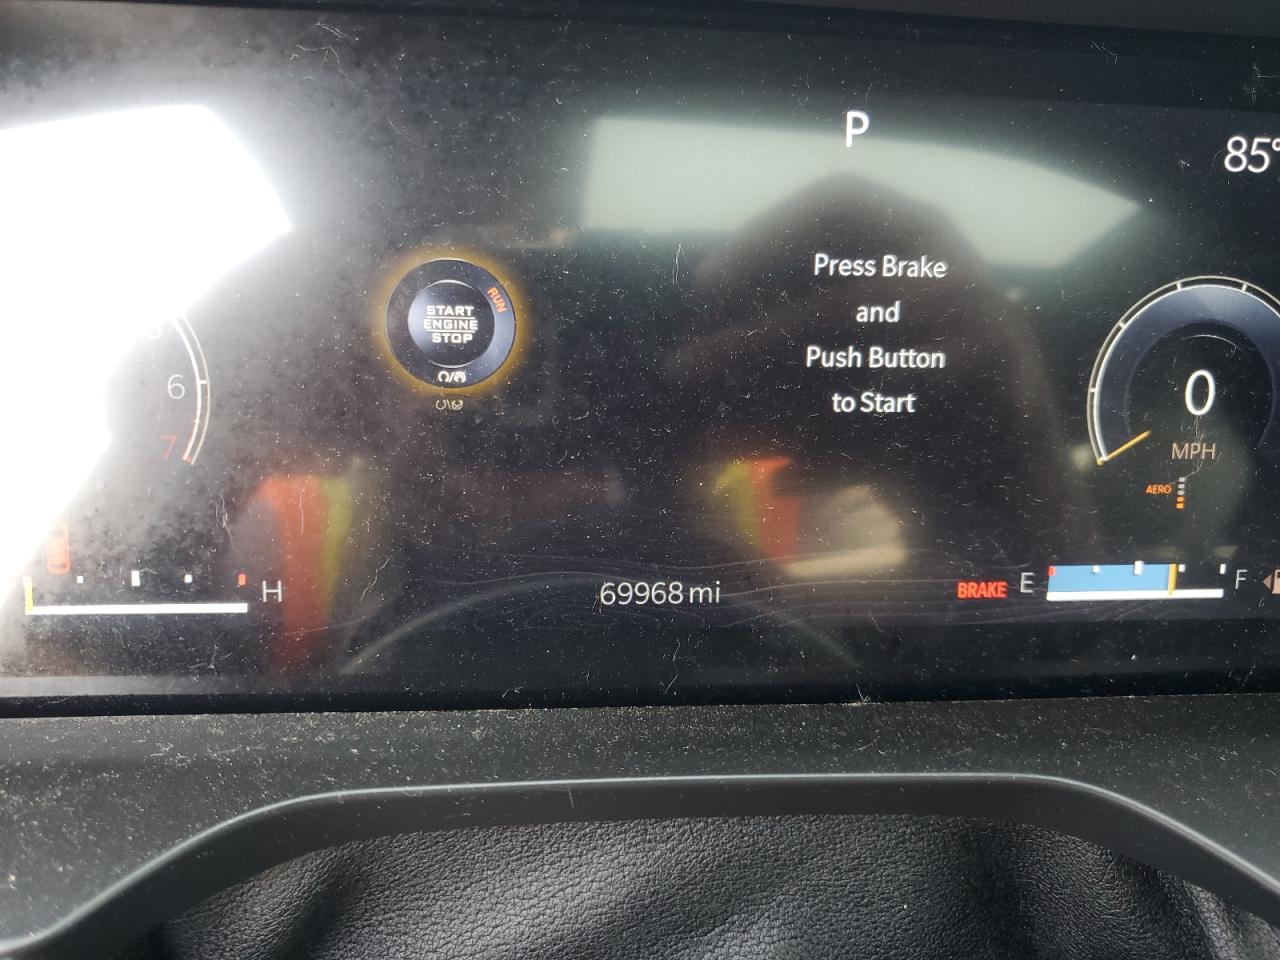 P
85°
Press Brake
and
Push Button
to Start
RUN
START
ENGINE
STOP
6
7
0
MPH
AERO
H
69968 mi
BRAKE
E
F